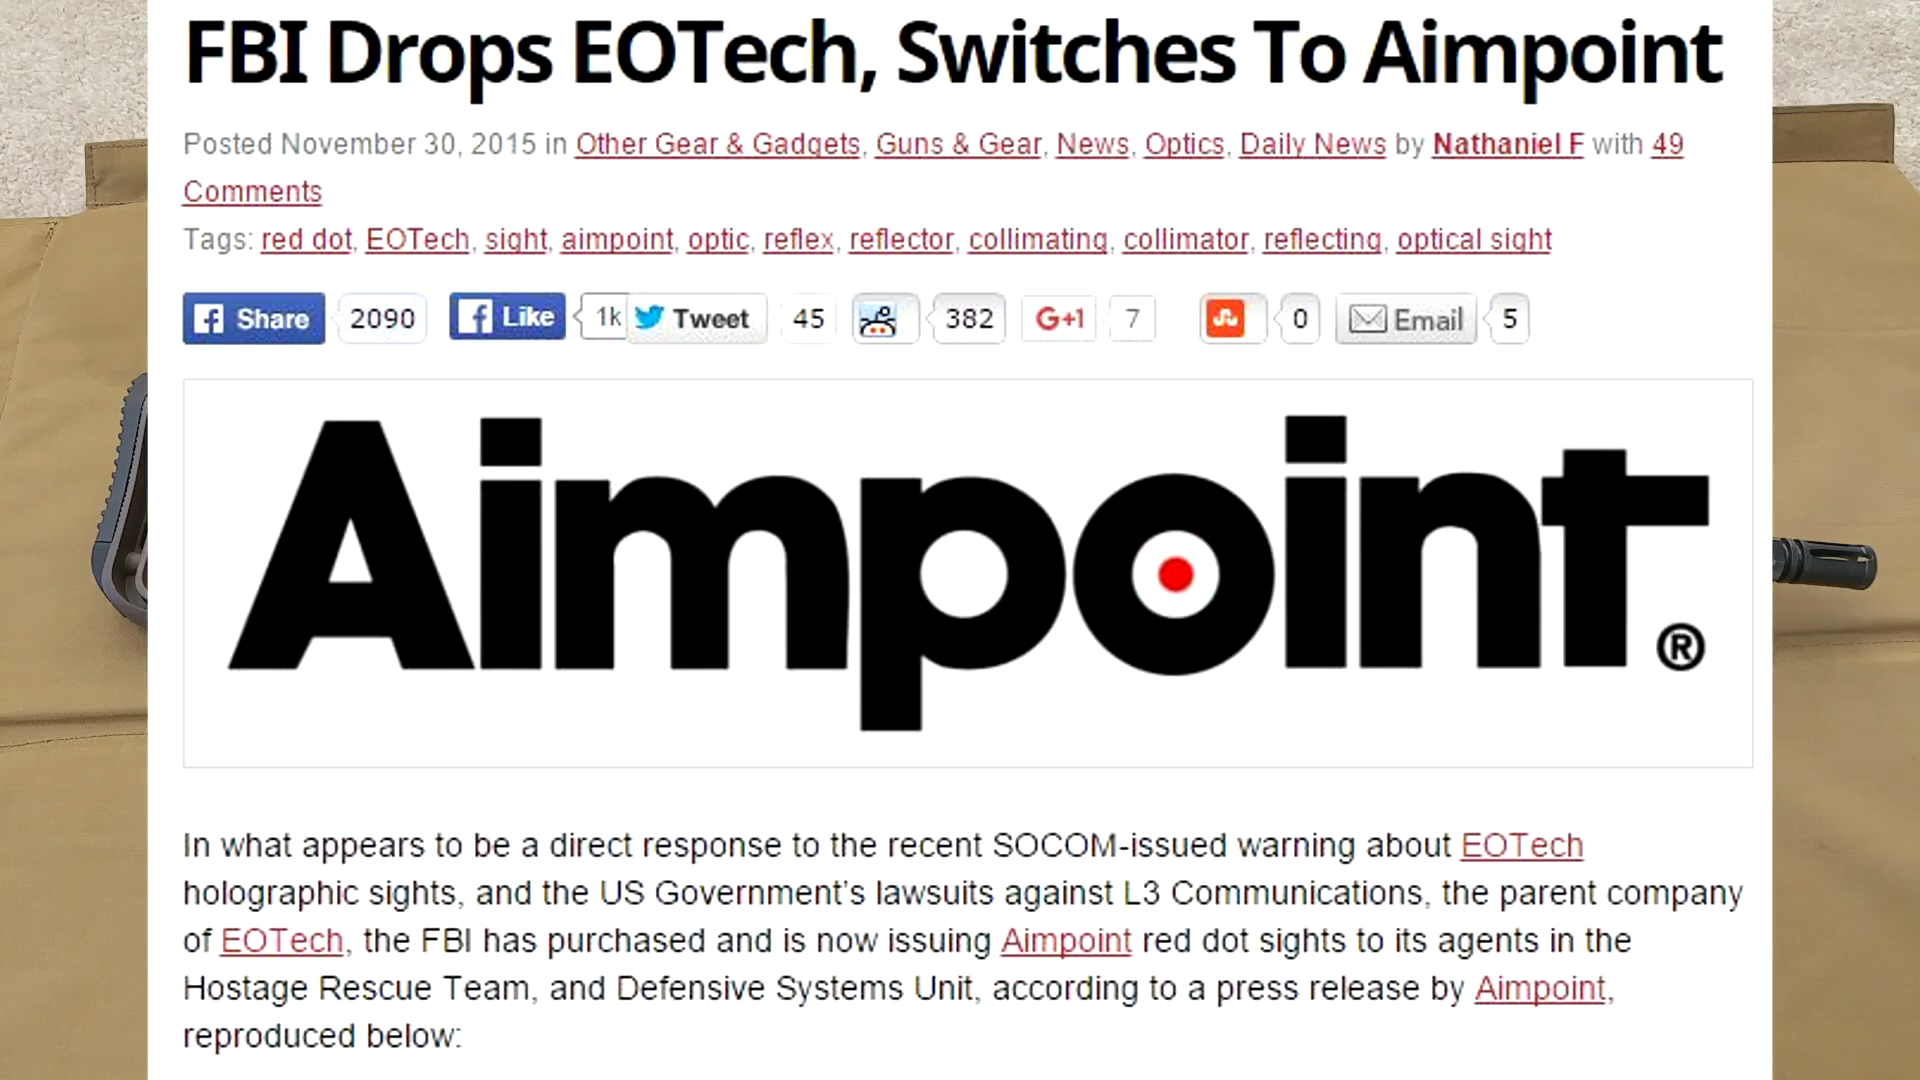 FBI Drops EOTech, Switches To Aimpoint
Posted November 30, 2015 in Other Gear & Gadgets, Guns & Gear, News, Optics, Daily News by Nathaniel F with 49
Comments
Tags: red dot, EOTech, sight, aimpoint, optic, reflex, reflector, collimating, collimator, reflecting, optical sight
Share 2090 Like 1k Tweet 45 382 G+1 7 0 Email 5
Aimpoint®
In what appears to be a direct response to the recent SOCOM-issued warning about EOTech
holographic sights, and the US Government's lawsuits against L3 Communications, the parent company
of EOTech, the FBI has purchased and is now issuing Aimpoint red dot sights to its agents in the
Hostage Rescue Team, and Defensive Systems Unit, according to a press release by Aimpoint,
reproduced below: